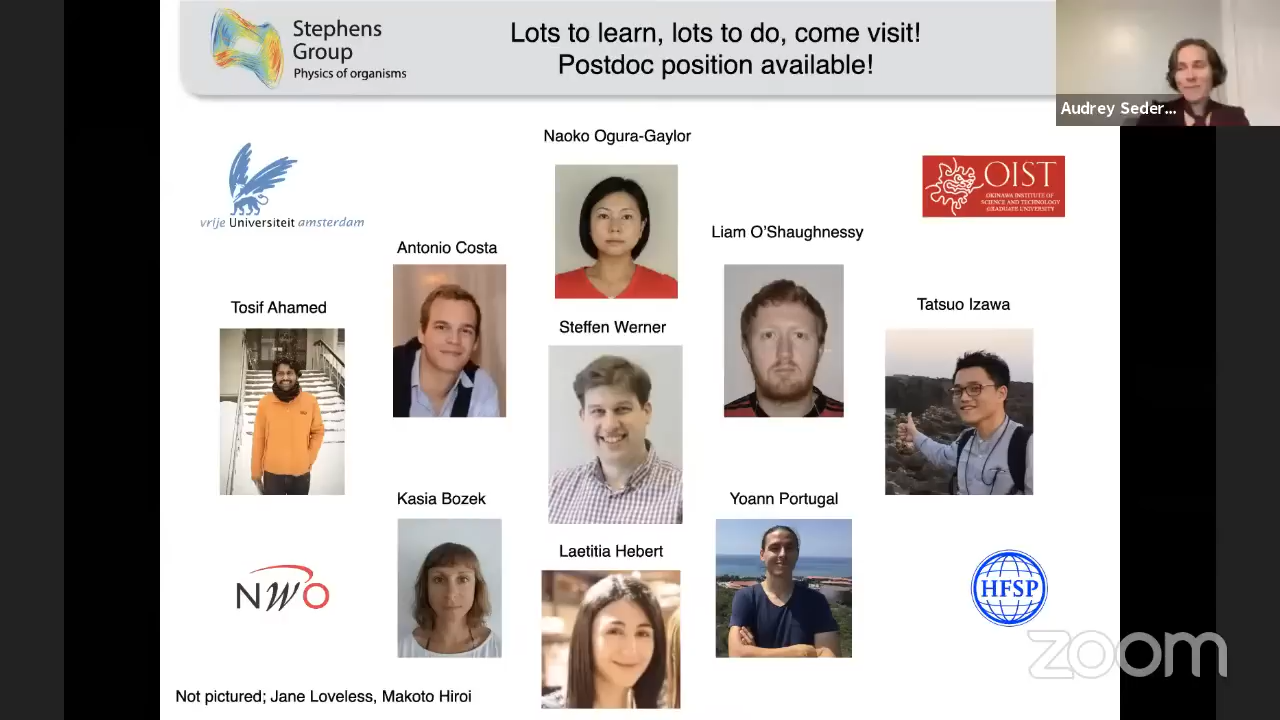 Stephens
Group
Physics of organisms
Lots to learn, lots to do, come visit!
Postdoc position available!
Audrey Seder...
Naoko Ogura-Gaylor
vrije Universiteit amsterdam
OIST
OKINAWA INSTITUTE OF
SCIENCE AND TECHNOLOGY
GRADUATE UNIVERSITY
Antonio Costa
Liam O'Shaughnessy
Tosif Ahamed
Steffen Werner
Tatsuo Izawa
Kasia Bozek
Yoann Portugal
Laetitia Hebert
NWO
HFSP
zoom
Not pictured; Jane Loveless, Makoto Hiroi